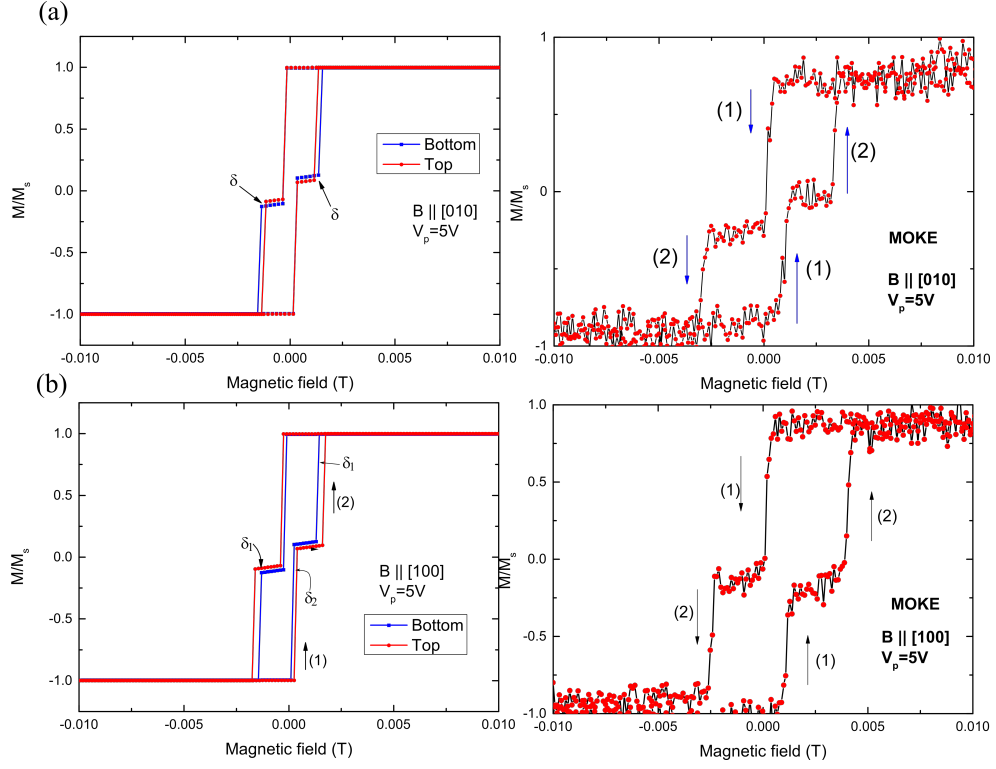 (a)
1.0
0.5
0.0
-0.5
-1.0
M/Ms
-0.010
-0.005
0.000
0.005
0.010
Magnetic field (T)
Bottom
Top
δ
δ
B || [010]
Vp=5V
1
0
-1
M/Ms
-0.010
-0.005
0.000
0.005
0.010
Magnetic field (T)
(1)
(2)
(2)
(1)
MOKE
B || [010]
Vp=5V
(b)
1.0
0.5
0.0
-0.5
-1.0
M/Ms
-0.010
-0.005
0.000
0.005
0.010
Magnetic field (T)
δ1
(2)
δ1
δ2
B || [100]
Vp=5V
Bottom
Top
(1)
1.0
0.5
0.0
-0.5
-1.0
M/Ms
-0.010
-0.005
0.000
0.005
0.010
Magnetic field (T)
(1)
(2)
(2)
(1)
MOKE
B || [100]
Vp=5V